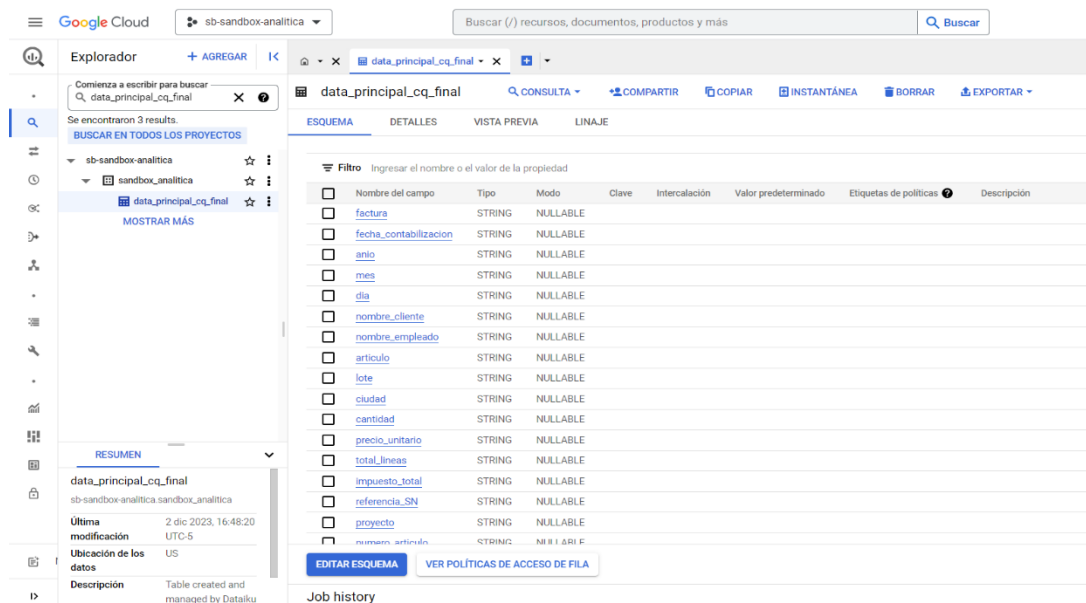 Google Cloud
sb-sandbox-analitica
Buscar (/) recursos, documentos, productos y más
Buscar
Explorador
+ AGREGAR
Comienza a escribir para buscar
data_principal_cq_final
Se encontraron 3 results.
BUSCAR EN TODOS LOS PROYECTOS
sb-sandbox-analitica
sandbox_analitica
data_principal_cq_final
MOSTRAR MÁS
RESUMEN
data_principal_cq_final
sb-sandbox-analitica.sandbox_analitica
Última modificación 2 dic 2023, 16:48:20 UTC-5
Ubicación de los datos US
Descripción Table created and managed by Dataiku
data_principal_cq_final
data_principal_cq_final CONSULTA COMPARTIR COPIAR INSTANTÁNEA BORRAR EXPORTAR
ESQUEMA DETALLES VISTA PREVIA LINAJE
Filtro Ingresar el nombre o el valor de la propiedad
Nombre del campo Tipo Modo Clave Intercalación Valor predeterminado Etiquetas de políticas Descripción
factura STRING NULLABLE
fecha_contabilizacion STRING NULLABLE
anio STRING NULLABLE
mes STRING NULLABLE
dia STRING NULLABLE
nombre_cliente STRING NULLABLE
nombre_empleado STRING NULLABLE
articulo STRING NULLABLE
lote STRING NULLABLE
ciudad STRING NULLABLE
cantidad STRING NULLABLE
precio_unitario STRING NULLABLE
total_lineas STRING NULLABLE
impuesto_total STRING NULLABLE
referencia_SN STRING NULLABLE
proyecto STRING NULLABLE
numero_articulo STRING NULLABLE
EDITAR ESQUEMA VER POLÍTICAS DE ACCESO DE FILA
Job history